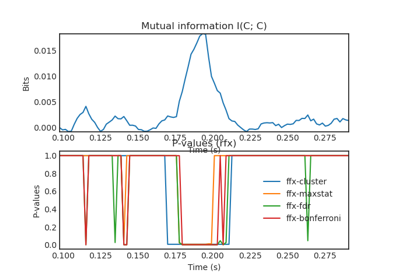 Mutual information I(C; C)
Bits
0.015
0.010
0.005
0.000
0.100 0.125 0.150 0.175 0.200 0.225 0.250 0.275
Time (s)
P-values (rfx)
P-values
1.0
0.8
0.6
0.4
0.2
0.0
ffx-cluster
ffx-maxstat
ffx-fdr
ffx-bonferroni
0.100 0.125 0.150 0.175 0.200 0.225 0.250 0.275
Time (s)